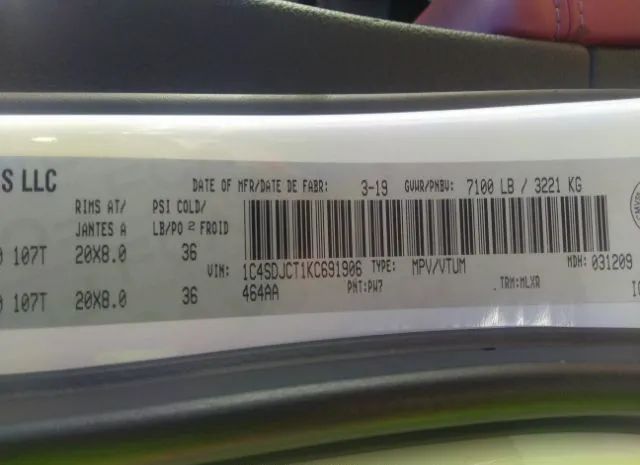 S LLC
DATE OF MFR/DATE DE FABR: 3-19 GVWR/PNBV: 7100 LB / 3221 KG
RIMS AT/ PSI COLD/
JANTES A LB/PO 2 FROID
107T 20X8.0 36
VIN: 1C4SDJCT1KC691906 TYPE: MPV/VTUM MDH: 031209
107T 20X8.0 36 464AA PNT:PW7 TRM:MLXR